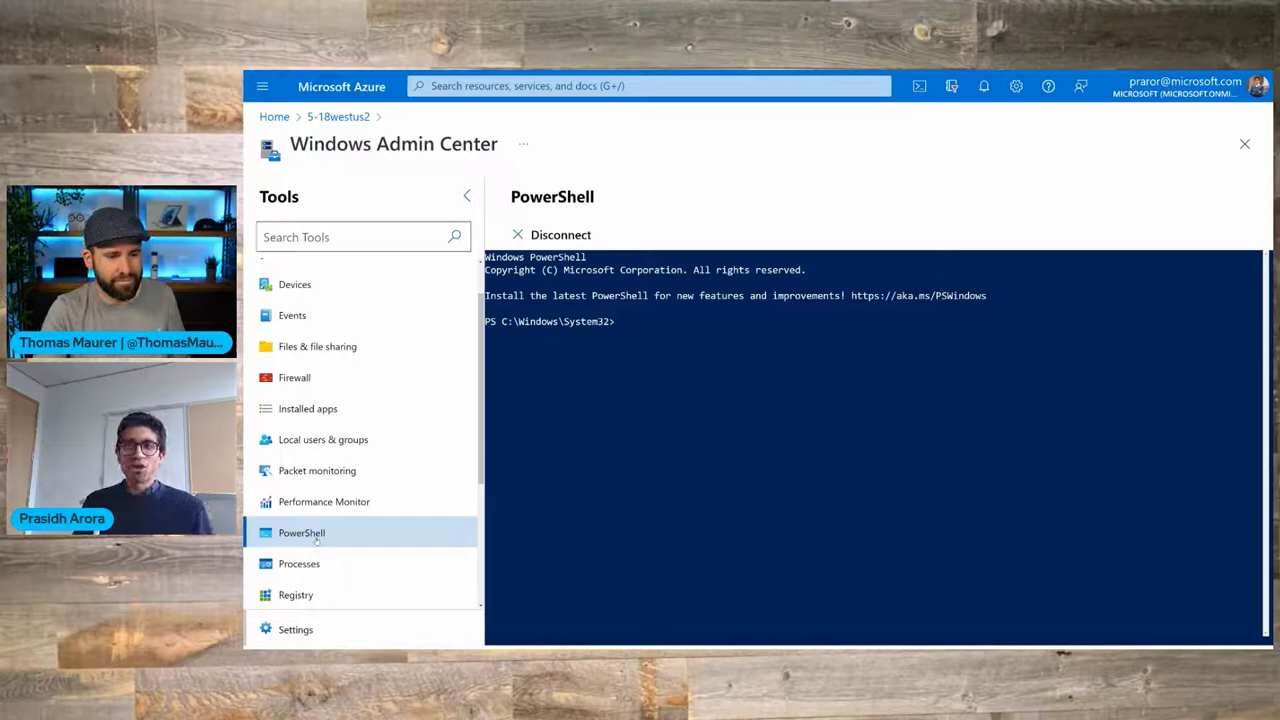 Microsoft Azure
Search resources, services, and docs (G+/)
praror@microsoft.com
MICROSOFT (MICROSOFT.ONMI...
Home > 5-18westus2 >
Windows Admin Center ...
Tools
Search Tools
Devices
Events
Files & file sharing
Firewall
Installed apps
Local users & groups
Packet monitoring
Performance Monitor
PowerShell
Processes
Registry
Settings
PowerShell
Disconnect
Windows PowerShell
Copyright (C) Microsoft Corporation. All rights reserved.
Install the latest PowerShell for new features and improvements! https://aka.ms/PSWindows
PS C:\Windows\System32>
Thomas Maurer | @ThomasMau...
Prasidh Arora